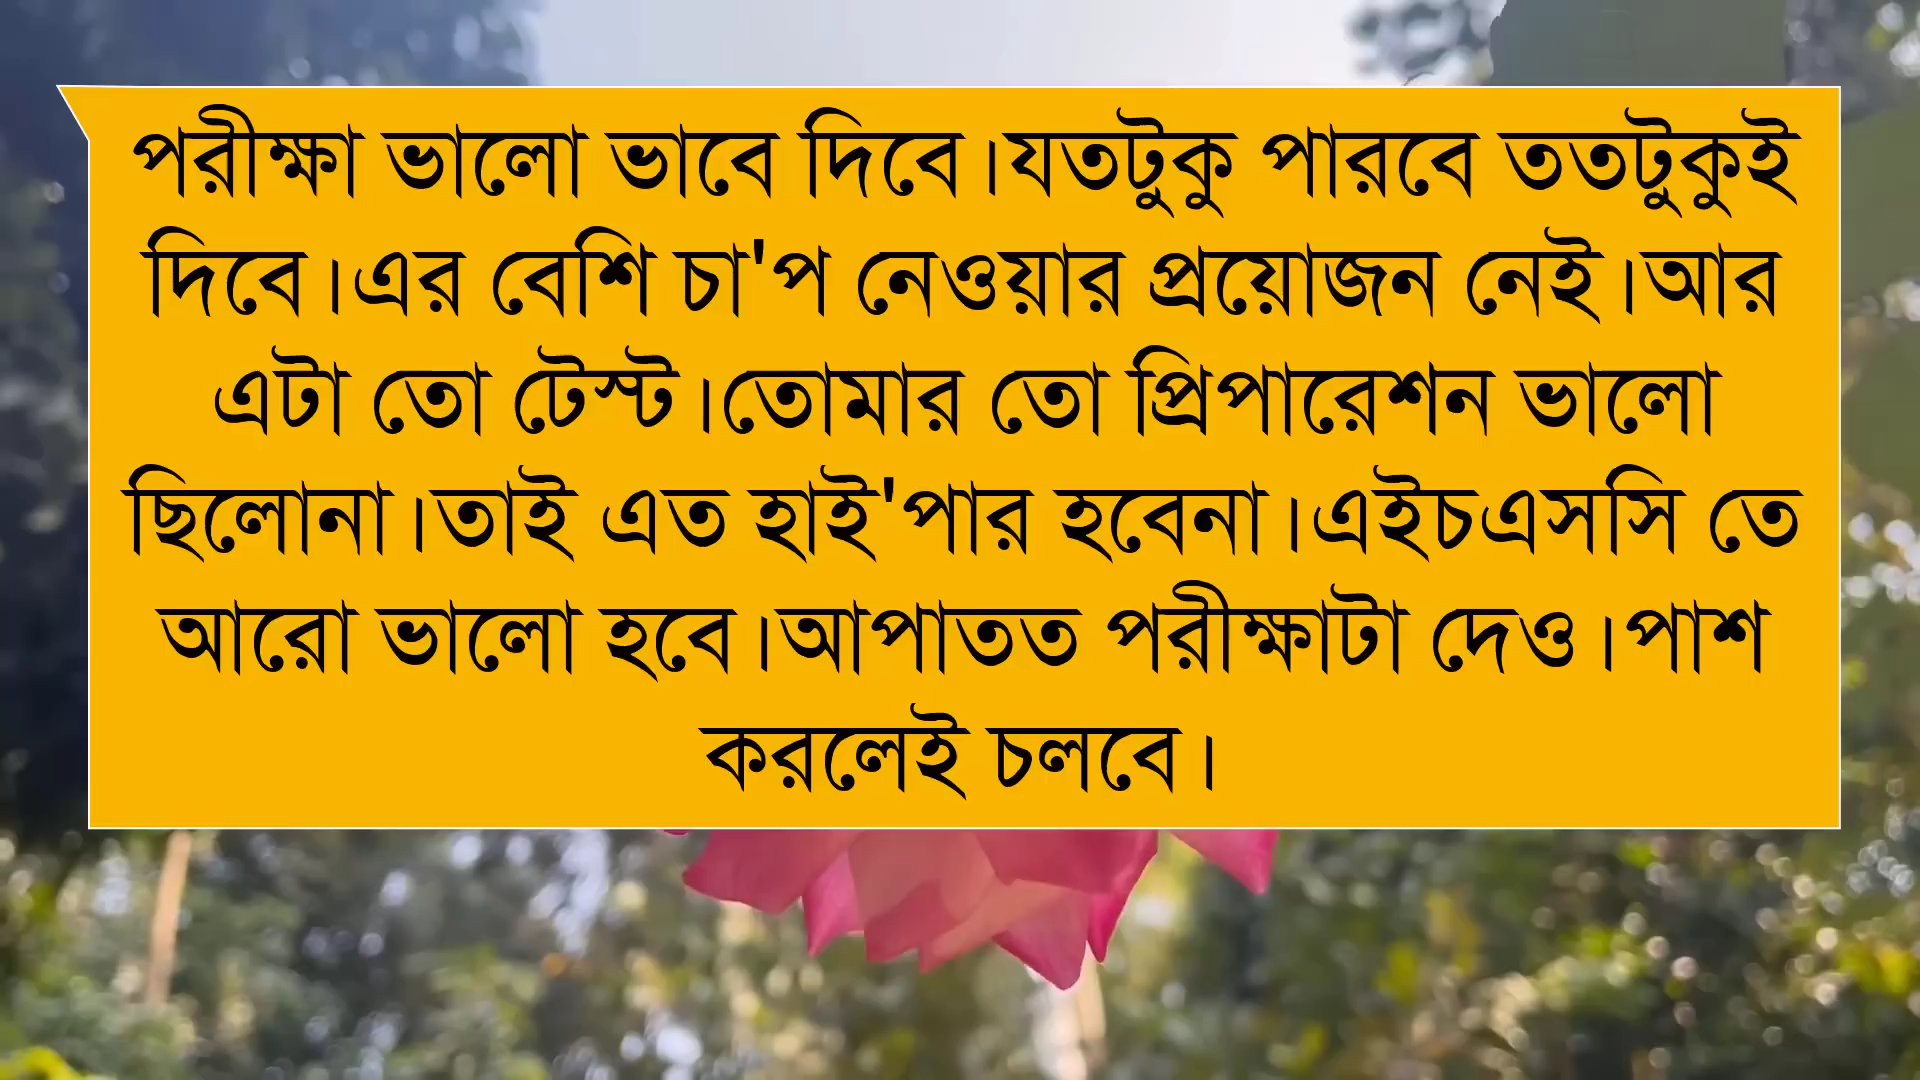 পরীক্ষা ভালো ভাবে দিবে।যতটুকু পারবে ততটুকুই
দিবে।এর বেশি চা'প নেওয়ার প্রয়োজন নেই।আর
এটা তো টেস্ট।তোমার তো প্রিপারেশন ভালো
ছিলোনা।তাই এত হাই'পার হবেনা।এইচএসসি তে
আরো ভালো হবে।আপাতত পরীক্ষাটা দেও।পাশ
করলেই চলবে।